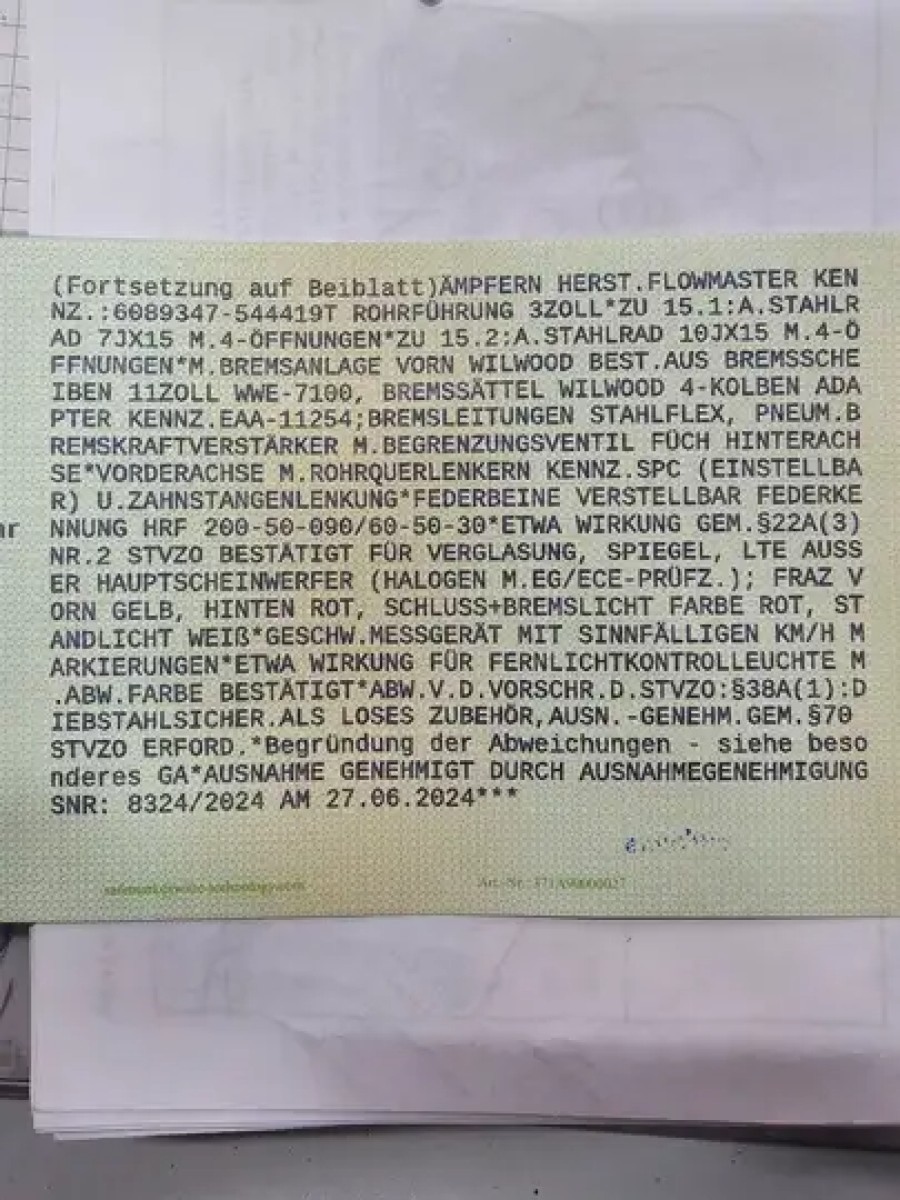 (Fortsetzung auf Beiblatt)ÄMPFERN HERST.FLOWMASTER KEN
NZ.:6089347-544419T ROHRFÜHRUNG 3ZOLL*ZU 15.1:A.STAHLR
AD 7JX15 M.4-ÖFFNUNGEN*ZU 15.2:A.STAHLRAD 10JX15 M.4-Ö
FFNUNGEN*M.BREMSANLAGE VORN WILWOOD BEST.AUS BREMSSCHE
IBEN 11ZOLL WWE-7100, BREMSSÄTTEL WILWOOD 4-KOLBEN ADA
PTER KENNZ.EAA-11254;BREMSLEITUNGEN STAHLFLEX, PNEUM.B
REMSKRAFTVERSTÄRKER M.BEGRENZUNGSVENTIL FÜCH HINTERACH
SE*VORDERACHSE M.ROHRQUERLENKERN KENNZ.SPC (EINSTELLBA
R) U.ZAHNSTANGENLENKUNG*FEDERBEINE VERSTELLBAR FEDERKE
NNUNG HRF 200-50-090/60-50-30*ETWA WIRKUNG GEM.§22A(3)
NR.2 STVZO BESTÄTIGT FÜR VERGLASUNG, SPIEGEL, LTE AUSS
ER HAUPTSCHEINWERFER (HALOGEN M.EG/ECE-PRÜFZ.); FRAZ V
ORN GELB, HINTEN ROT, SCHLUSS+BREMSLICHT FARBE ROT, ST
ANDLICHT WEIß*GESCHW.MESSGERÄT MIT SINNFÄLLIGEN KM/H M
ARKIERUNGEN*ETWA WIRKUNG FÜR FERNLICHTKONTROLLEUCHTE M
.ABW.FARBE BESTÄTIGT*ABW.V.D.VORSCHR.D.STVZO:§38A(1):D
IEBSTAHLSICHER.ALS LOSES ZUBEHÖR,AUSN.-GENEHM.GEM.§70
STVZO ERFORD.*Begründung der Abweichungen - siehe beso
nderes GA*AUSNAHME GENEHMIGT DURCH AUSNAHMEGENEHMIGUNG
SNR: 8324/2024 AM 27.06.2024***
Art.-Nr.